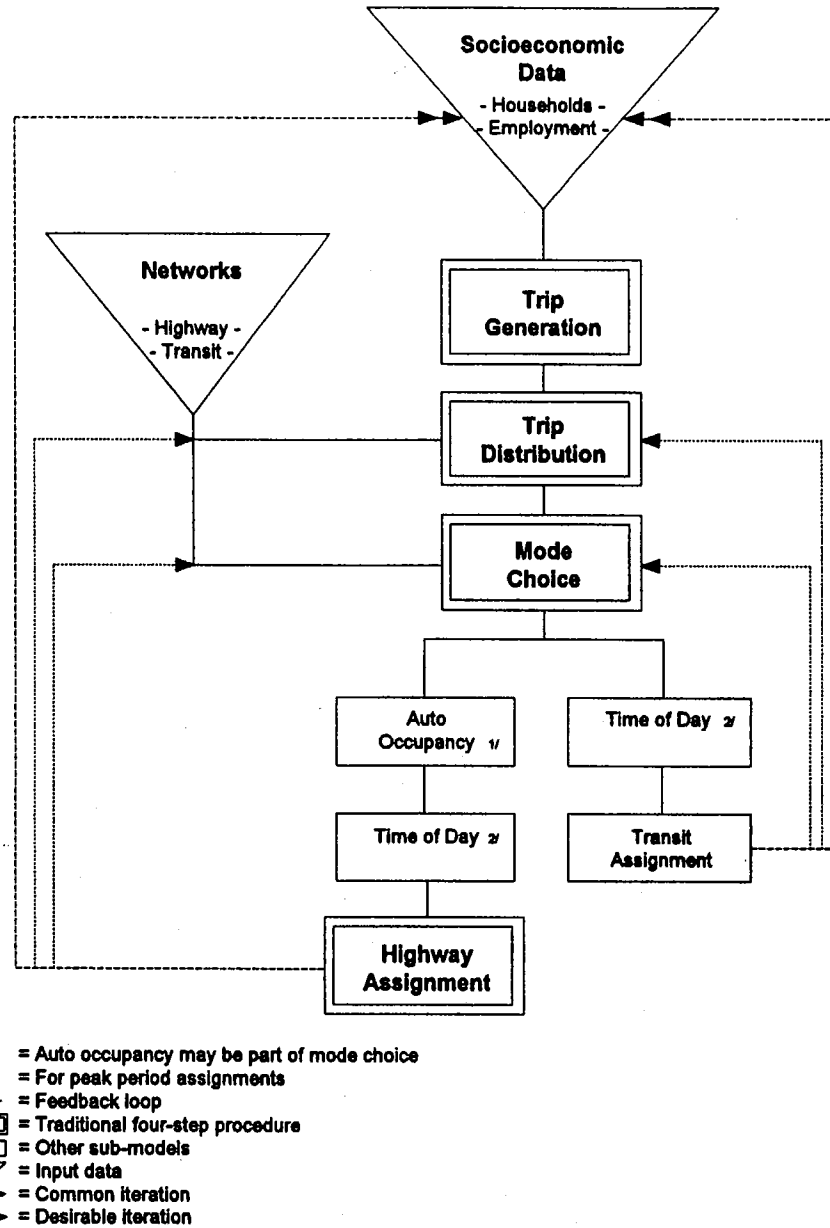 Socioeconomic
Data
- Households -
- Employment -
Networks
- Highway -
- Transit -
Trip
Generation
Trip
Distribution
Mode
Choice
Auto
Occupancy 1/
Time of Day 2/
Time of Day 2/
Transit
Assignment
Highway
Assignment
= Auto occupancy may be part of mode choice
= For peak period assignments
= Feedback loop
= Traditional four-step procedure
= Other sub-models
= Input data
= Common iteration
= Desirable iteration